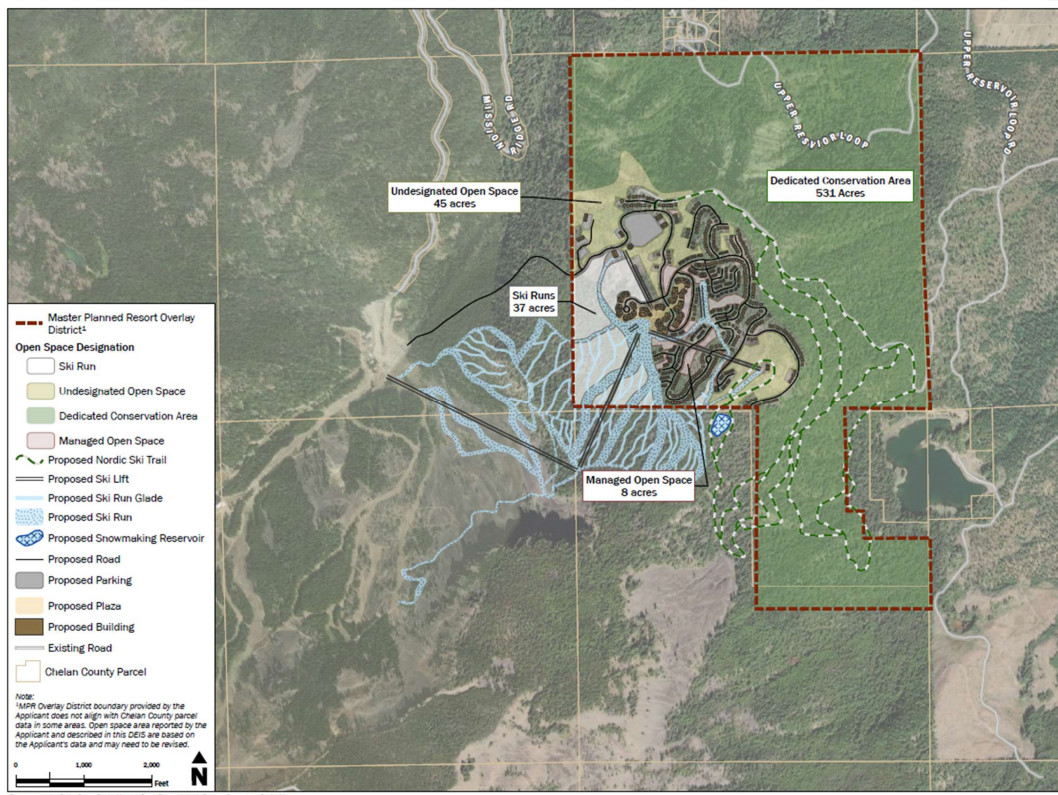 MISSION
RIDGE RD
UPPER RESVIOR LOOP
UPPER RESERVOIR LOOP RD
Undesignated Open Space
45 acres
Dedicated Conservation Area
531 Acres
Ski Runs
37 acres
Managed Open Space
8 acres
Master Planned Resort Overlay
District¹
Open Space Designation
Ski Run
Undesignated Open Space
Dedicated Conservation Area
Managed Open Space
Proposed Nordic Ski Trail
Proposed Ski Lift
Proposed Ski Run Glade
Proposed Ski Run
Proposed Snowmaking Reservoir
Proposed Road
Proposed Parking
Proposed Plaza
Proposed Building
Existing Road
Chelan County Parcel
Note:
¹MPR Overlay District boundary provided by the
Applicant does not align with Chelan County parcel
data in some areas. Open space area reported by the
Applicant and described in this DEIS are based on
the Applicant's data and may need to be revised.
0 1,000 2,000
Feet
N